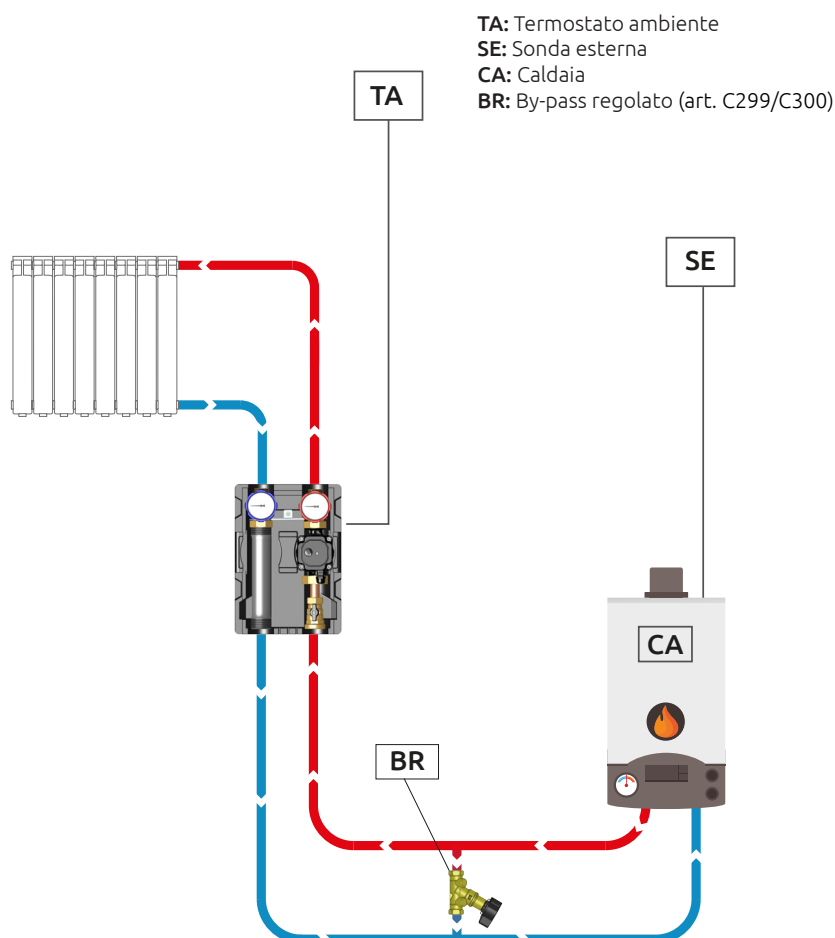 TA: Termostato ambiente
SE: Sonda esterna
CA: Caldaia
BR: By-pass regolato (art. C299/C300)
TA
SE
CA
BR